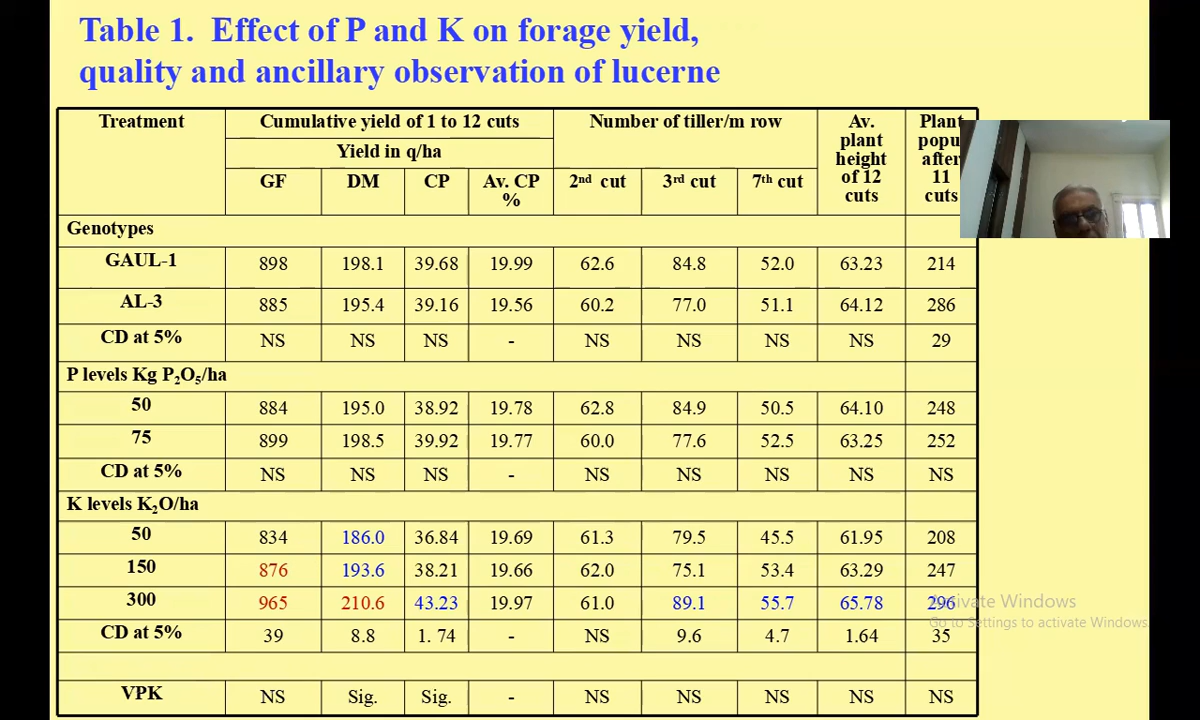 Table 1. Effect of P and K on forage yield,
quality and ancillary observation of lucerne
Treatment Cumulative yield of 1 to 12 cuts Number of tiller/m row Av. plant height of 12 cuts Plant popu after 11 cuts
Yield in q/ha
GF DM CP Av. CP % 2nd cut 3rd cut 7th cut
Genotypes
GAUL-1 898 198.1 39.68 19.99 62.6 84.8 52.0 63.23 214
AL-3 885 195.4 39.16 19.56 60.2 77.0 51.1 64.12 286
CD at 5% NS NS NS - NS NS NS NS 29
P levels Kg P₂O₅/ha
50 884 195.0 38.92 19.78 62.8 84.9 50.5 64.10 248
75 899 198.5 39.92 19.77 60.0 77.6 52.5 63.25 252
CD at 5% NS NS NS - NS NS NS NS NS
K levels K₂O/ha
50 834 186.0 36.84 19.69 61.3 79.5 45.5 61.95 208
150 876 193.6 38.21 19.66 62.0 75.1 53.4 63.29 247
300 965 210.6 43.23 19.97 61.0 89.1 55.7 65.78 296
CD at 5% 39 8.8 1. 74 - NS 9.6 4.7 1.64 35
VPK NS Sig. Sig. - NS NS NS NS NS
Activate Windows
Go to Settings to activate Windows.